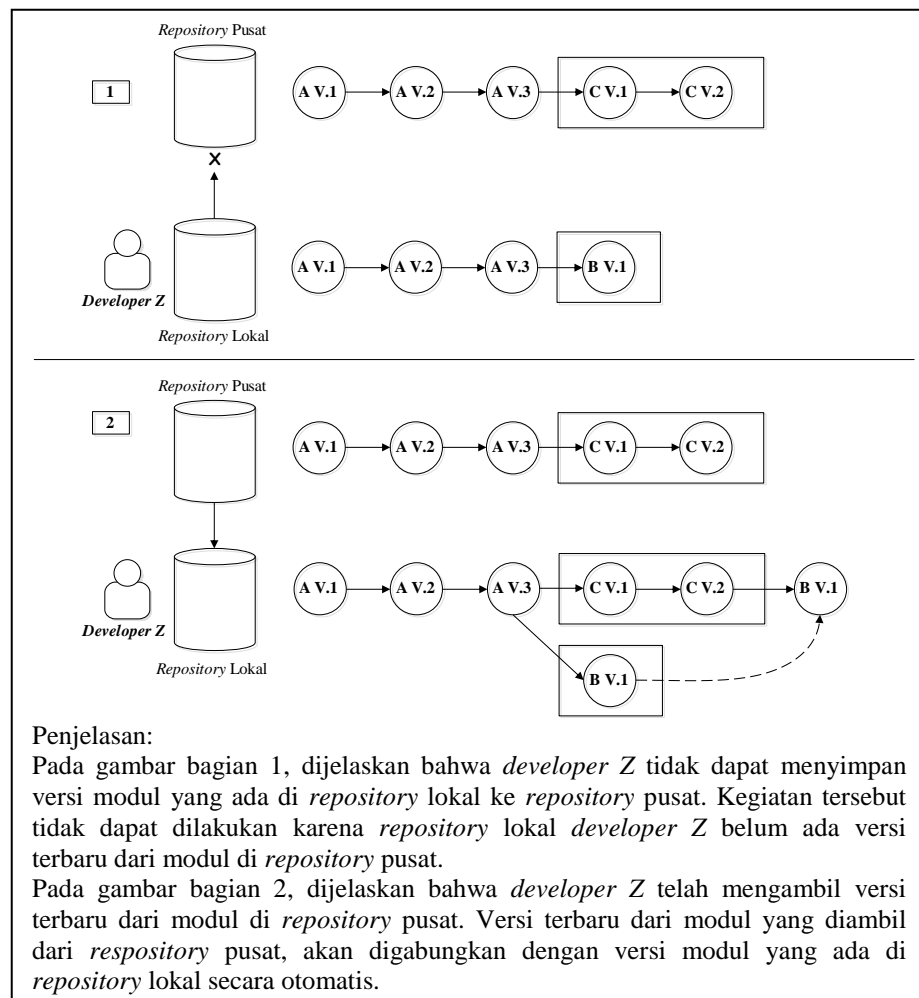 Repository Pusat
1
A V.1 A V.2 A V.3 C V.1 C V.2
X
A V.1 A V.2 A V.3 B V.1
Developer Z
Repository Lokal
Repository Pusat
2
A V.1 A V.2 A V.3 C V.1 C V.2
A V.1 A V.2 A V.3 C V.1 C V.2 B V.1
Developer Z
Repository Lokal
B V.1
Penjelasan:
Pada gambar bagian 1, dijelaskan bahwa developer Z tidak dapat menyimpan
versi modul yang ada di repository lokal ke repository pusat. Kegiatan tersebut
tidak dapat dilakukan karena repository lokal developer Z belum ada versi
terbaru dari modul di repository pusat.
Pada gambar bagian 2, dijelaskan bahwa developer Z telah mengambil versi
terbaru dari modul di repository pusat. Versi terbaru dari modul yang diambil
dari respository pusat, akan digabungkan dengan versi modul yang ada di
repository lokal secara otomatis.